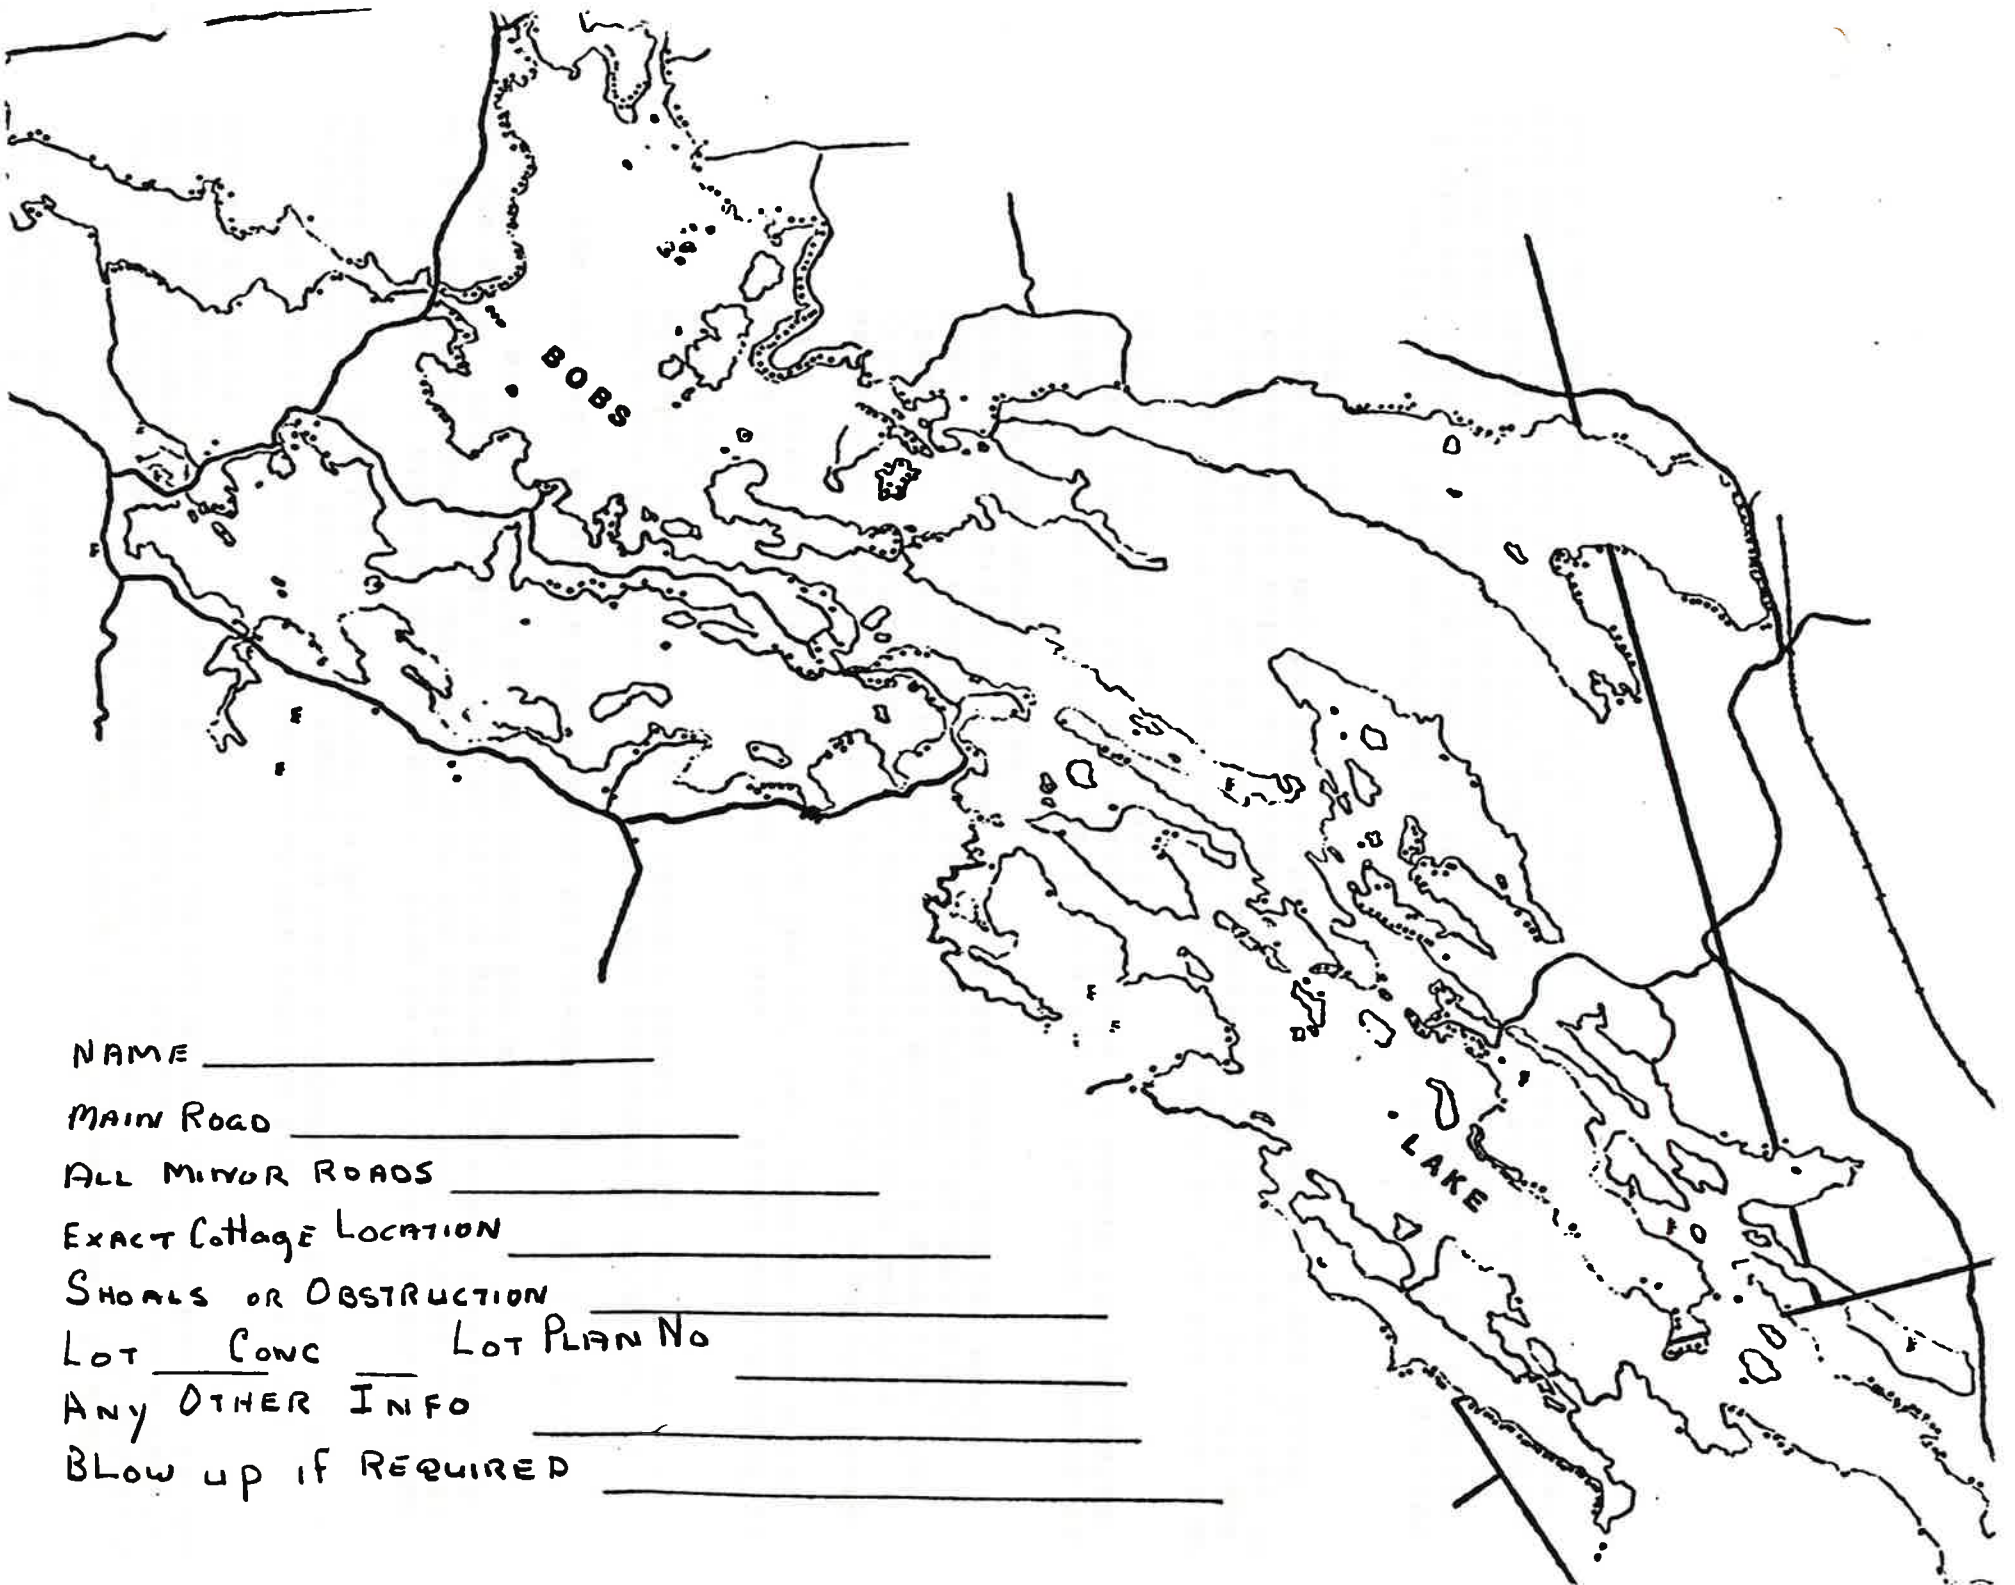 BOBS
LAKE
NAME
MAIN ROAD
ALL MINOR ROADS
EXACT COTTAGE LOCATION
SHOALS OR OBSTRUCTION
LOT CONC LOT PLAN NO
ANY OTHER INFO
BLOW UP IF REQUIRED